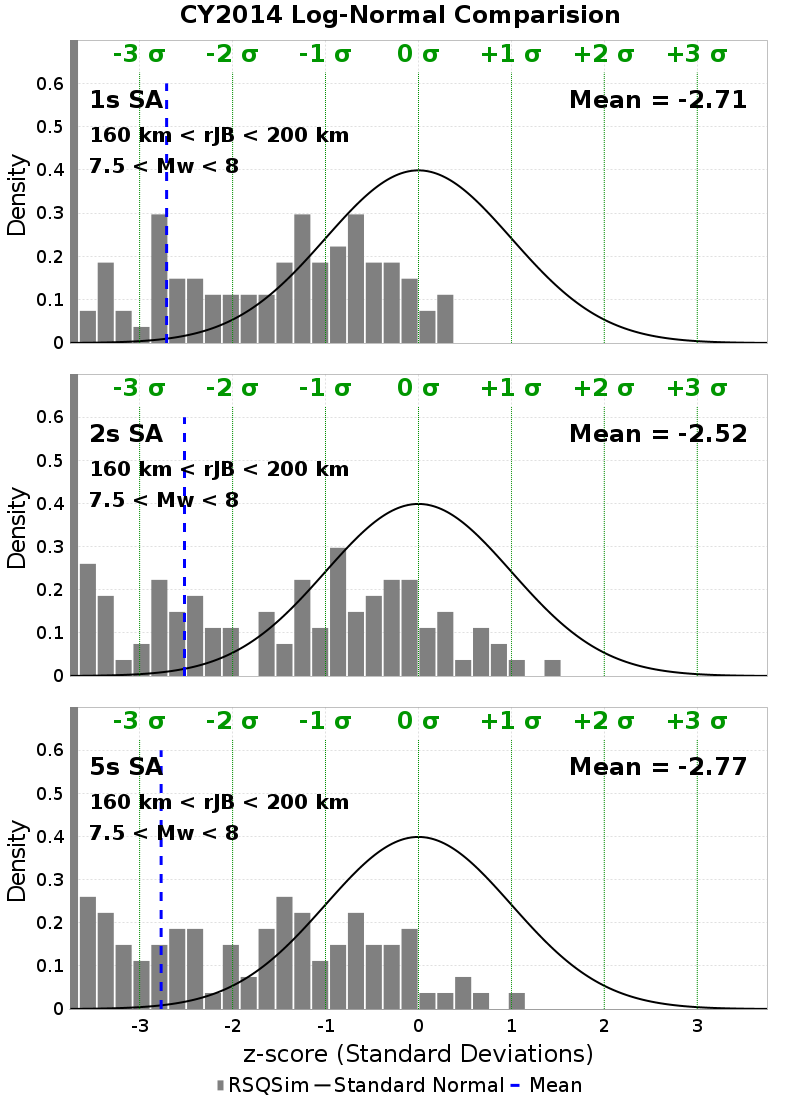 CY2014 Log-Normal Comparision
-3 σ -2 σ -1 σ 0 σ +1 σ +2 σ +3 σ
1s SA Mean = -2.71
160 km < rJB < 200 km
7.5 < Mw < 8
Density
0.6
0.5
0.4
0.3
0.2
0.1
0
-3 σ -2 σ -1 σ 0 σ +1 σ +2 σ +3 σ
2s SA Mean = -2.52
160 km < rJB < 200 km
7.5 < Mw < 8
Density
0.6
0.5
0.4
0.3
0.2
0.1
0
-3 σ -2 σ -1 σ 0 σ +1 σ +2 σ +3 σ
5s SA Mean = -2.77
160 km < rJB < 200 km
7.5 < Mw < 8
Density
0.6
0.5
0.4
0.3
0.2
0.1
0
-3 -2 -1 0 1 2 3
z-score (Standard Deviations)
RSQSim Standard Normal Mean